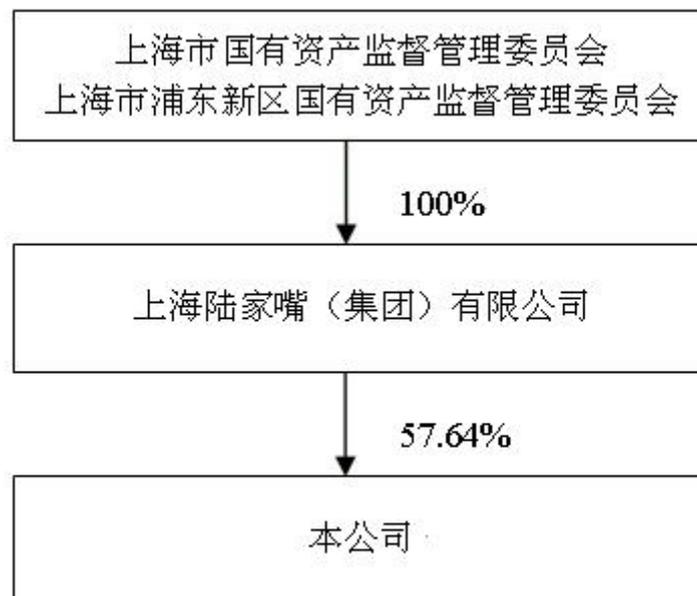 上海市国有资产监督管理委员会
上海市浦东新区国有资产监督管理委员会
100%
上海陆家嘴（集团）有限公司
57.64%
本公司